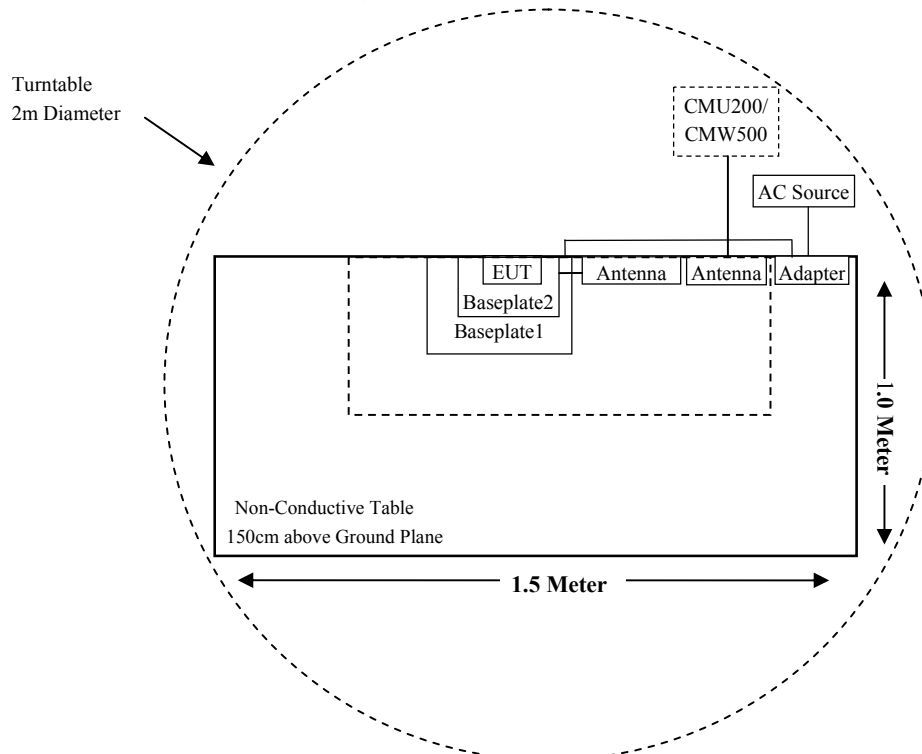 Turntable
2m Diameter
CMU200/
CMW500
AC Source
EUT
Antenna
Antenna
Adapter
Baseplate2
Baseplate1
1.0 Meter
Non-Conductive Table
150cm above Ground Plane
1.5 Meter